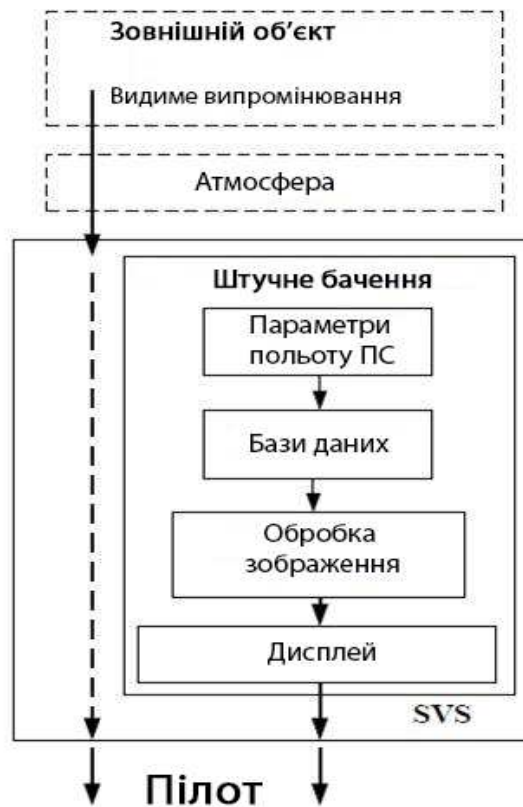 Зовнішній об’єкт
Видиме випромінювання
Атмосфера
Штучне бачення
Параметри
польоту ПС
Бази даних
Обробка
зображення
Дисплей
SVS
Пілот